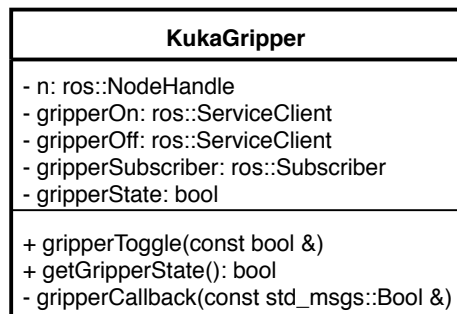 KukaGripper
- n: ros::NodeHandle
- gripperOn: ros::ServiceClient
- gripperOff: ros::ServiceClient
- gripperSubscriber: ros::Subscriber
- gripperState: bool
+ gripperToggle(const bool &)
+ getGripperState(): bool
- gripperCallback(const std_msgs::Bool &)